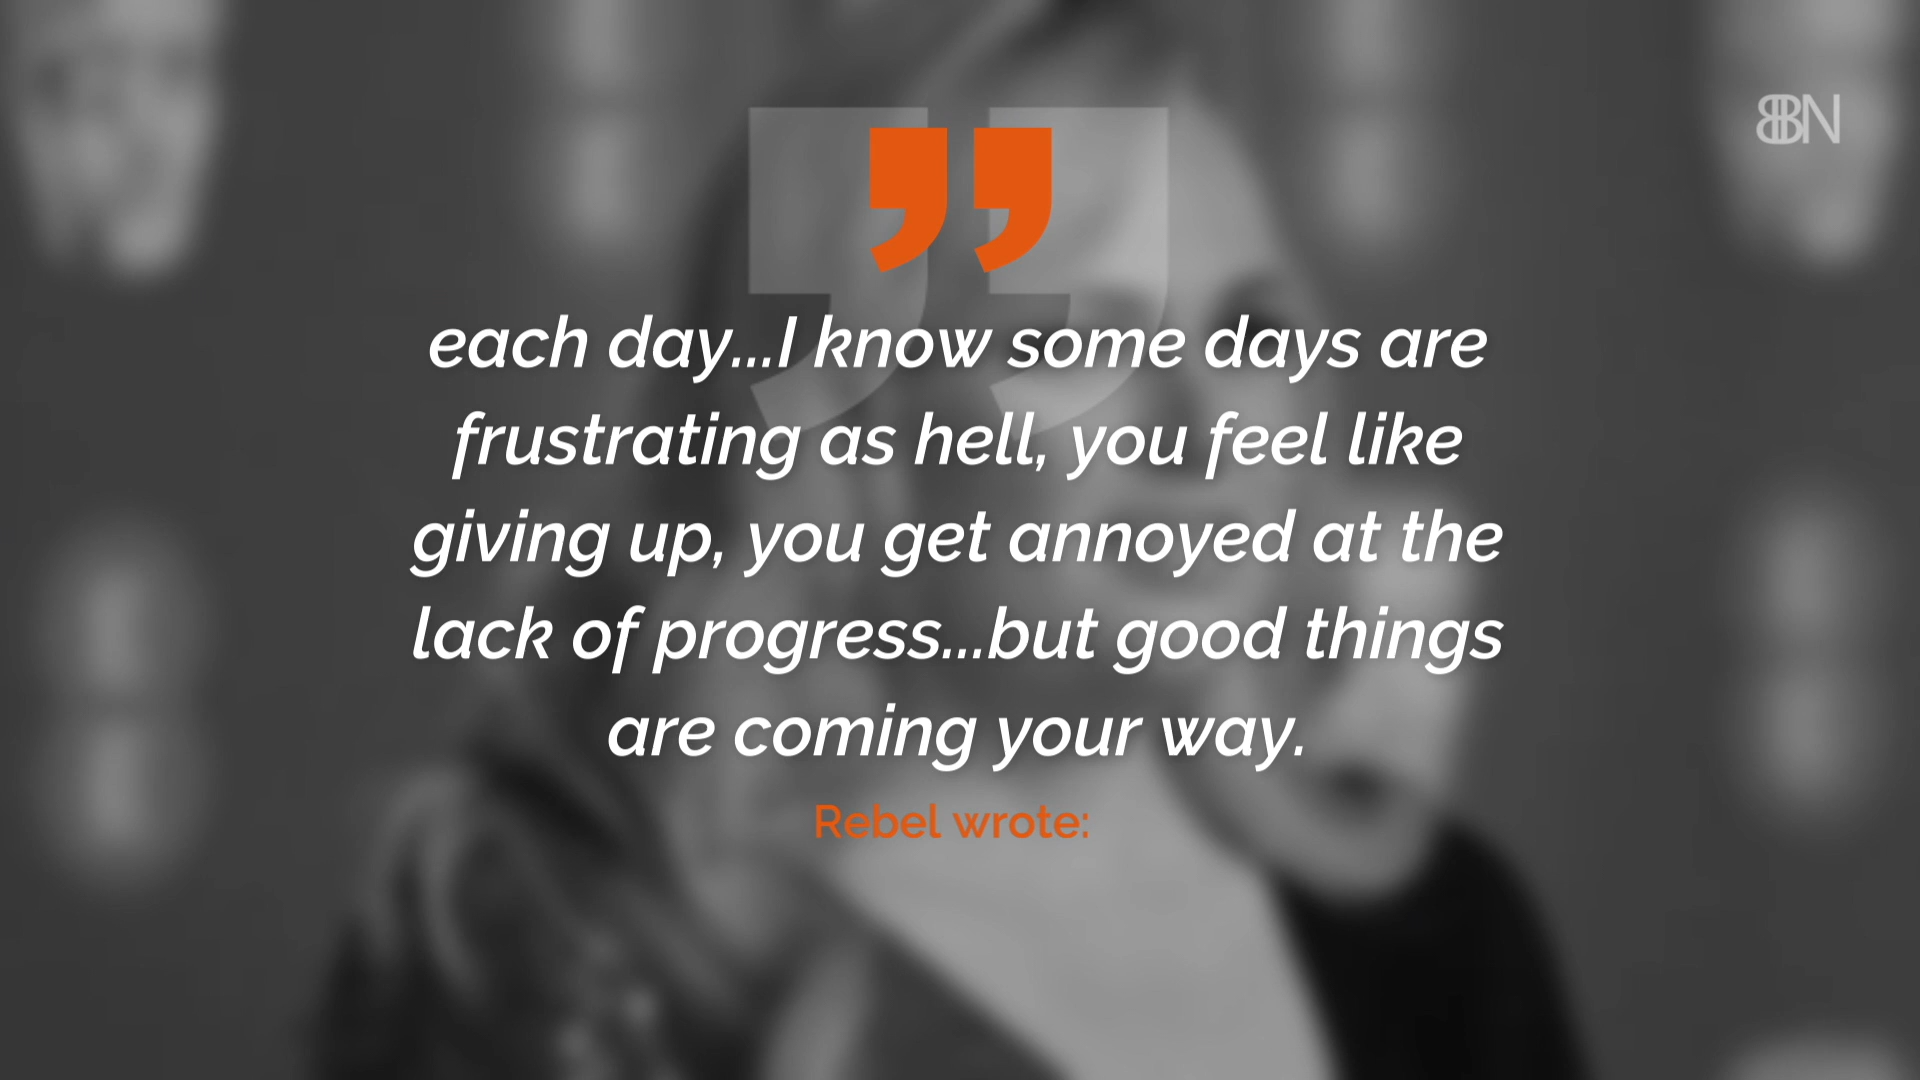 BBN
each day...I know some days are
frustrating as hell, you feel like
giving up, you get annoyed at the
lack of progress...but good things
are coming your way.
Rebel wrote: